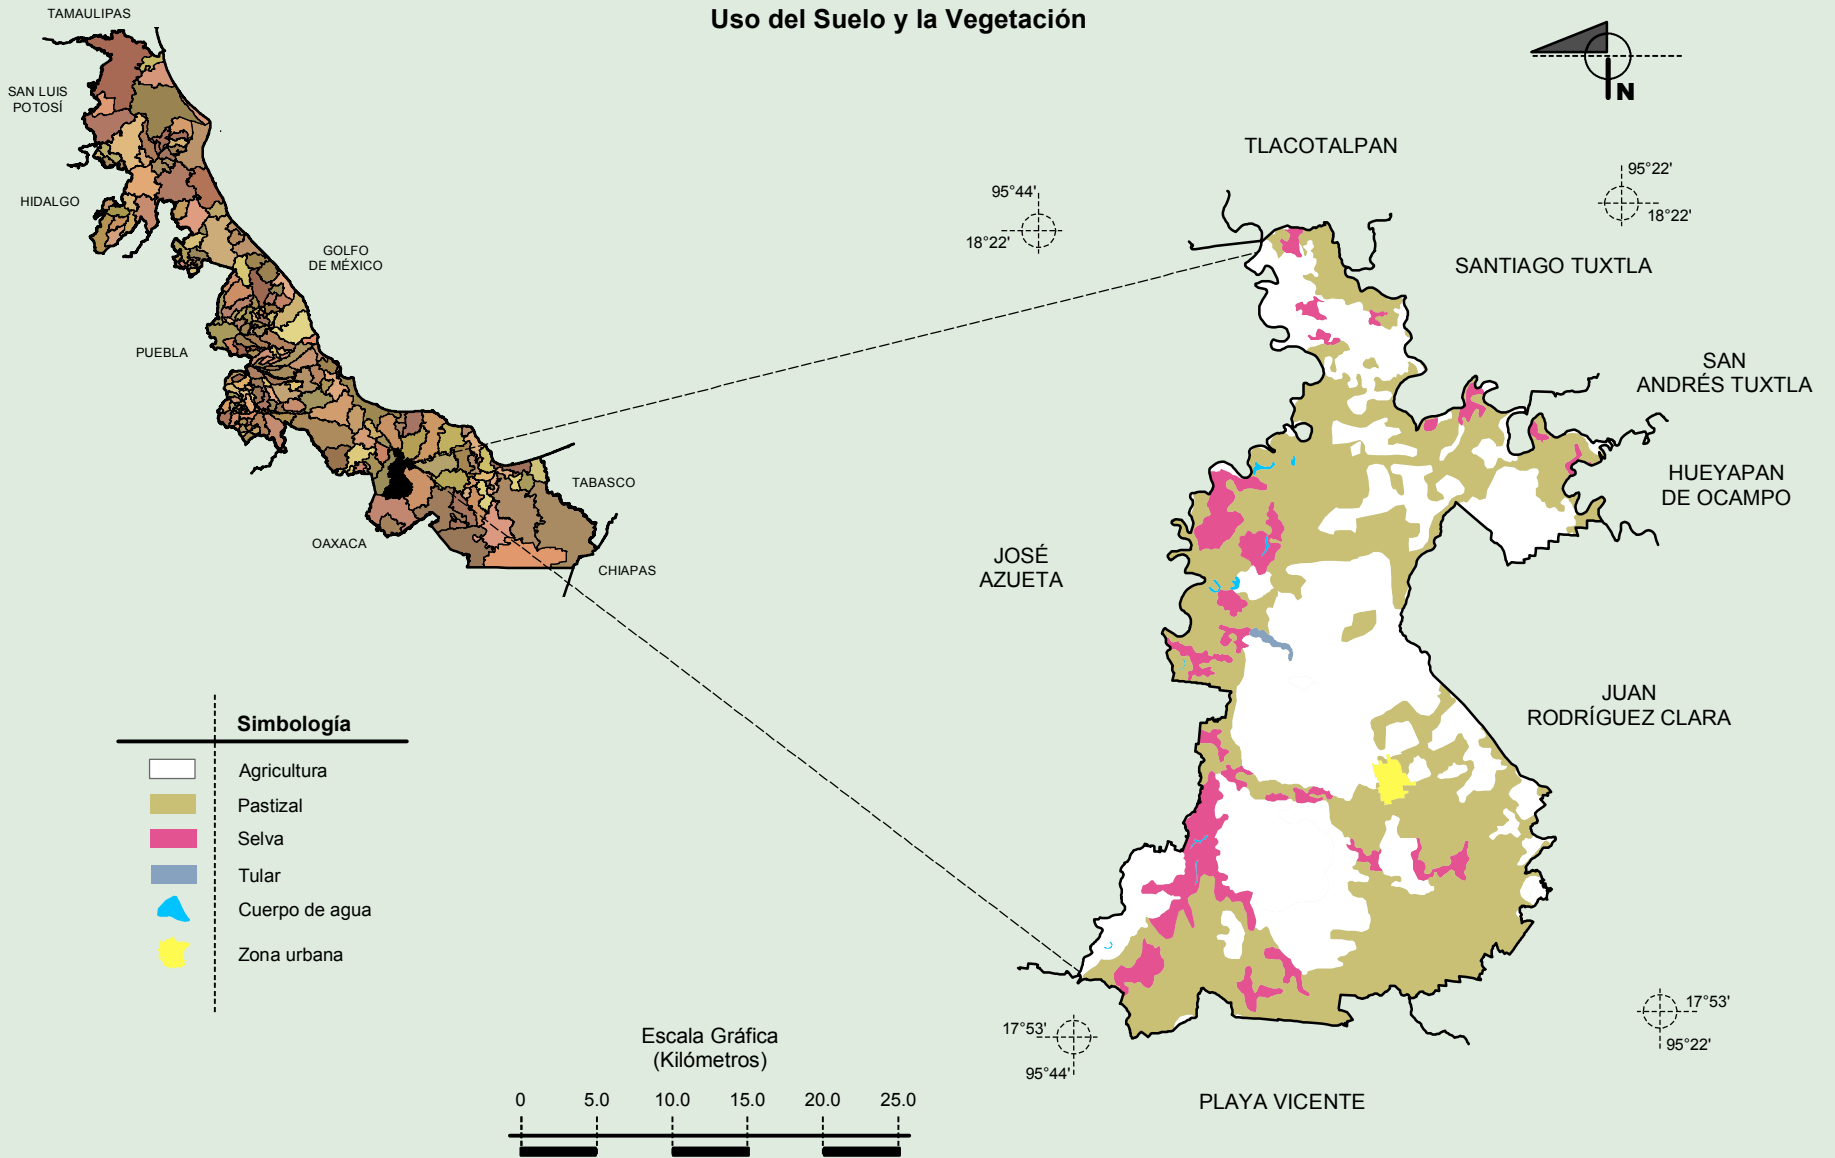 Uso del Suelo y la Vegetación
TAMAULIPAS
SAN LUIS
POTOSÍ
HIDALGO
GOLFO
DE MÉXICO
PUEBLA
TABASCO
OAXACA
CHIAPAS
N
TLACOTALPAN
95°44'
18°22'
95°22'
18°22'
SANTIAGO TUXTLA
SAN
ANDRÉS TUXTLA
HUEYAPAN
DE OCAMPO
JOSÉ
AZUETA
JUAN
RODRÍGUEZ CLARA
17°53'
95°44'
17°53'
95°22'
PLAYA VICENTE
Simbología
Agricultura
Pastizal
Selva
Tular
Cuerpo de agua
Zona urbana
Escala Gráfica
(Kilómetros)
0 5.0 10.0 15.0 20.0 25.0